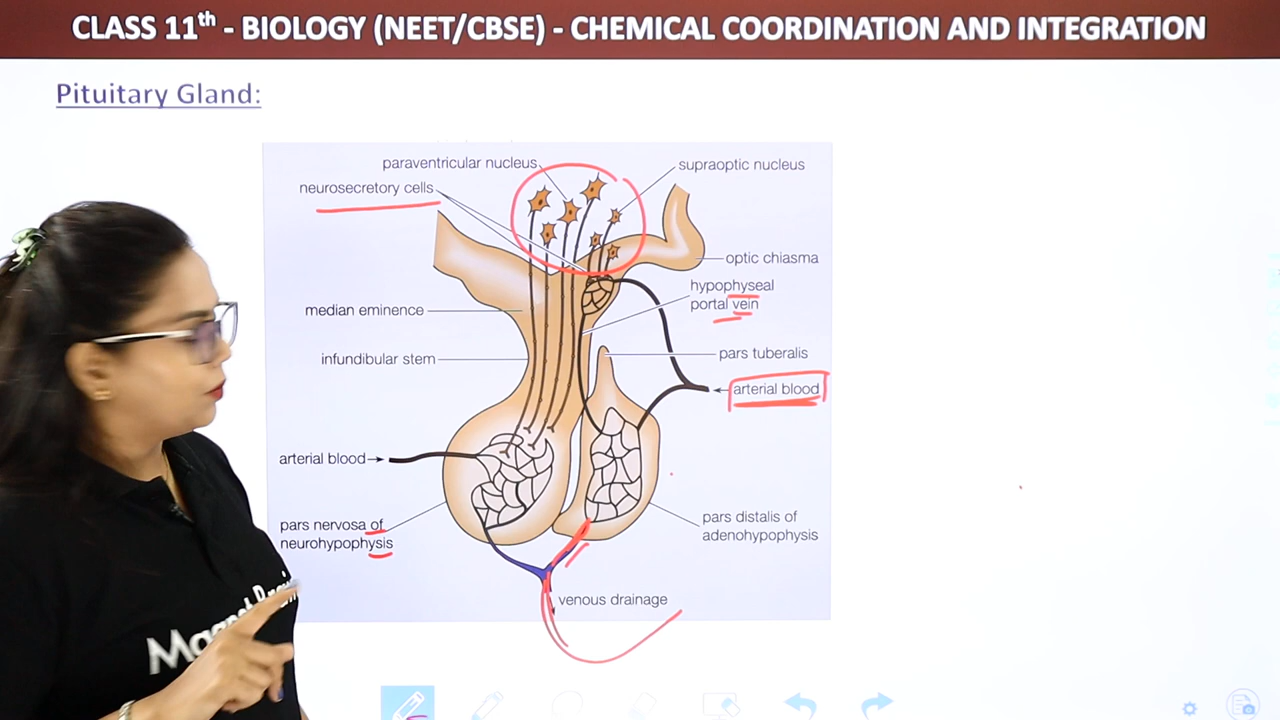 CLASS 11th - BIOLOGY (NEET/CBSE) - CHEMICAL COORDINATION AND INTEGRATION
Pituitary Gland:
paraventricular nucleus
supraoptic nucleus
neurosecretory cells
optic chiasma
hypophyseal
portal vein
median eminence
infundibular stem
pars tuberalis
arterial blood
arterial blood
pars nervosa of
neurohypophysis
pars distalis of
adenohypophysis
venous drainage